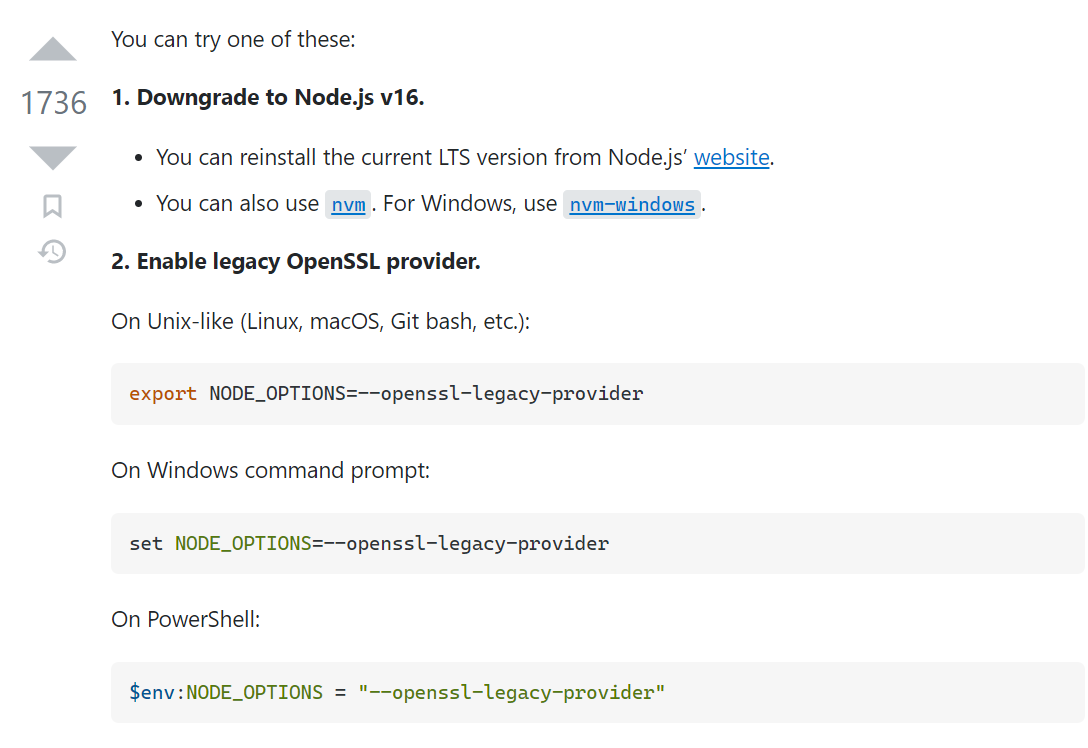 You can try one of these:
1736
1. Downgrade to Node.js v16.
• You can reinstall the current LTS version from Node.js’ website.
• You can also use nvm. For Windows, use nvm-windows.
2. Enable legacy OpenSSL provider.
On Unix-like (Linux, macOS, Git bash, etc.):
export NODE_OPTIONS=--openssl-legacy-provider
On Windows command prompt:
set NODE_OPTIONS=--openssl-legacy-provider
On PowerShell:
$env:NODE_OPTIONS = "--openssl-legacy-provider"